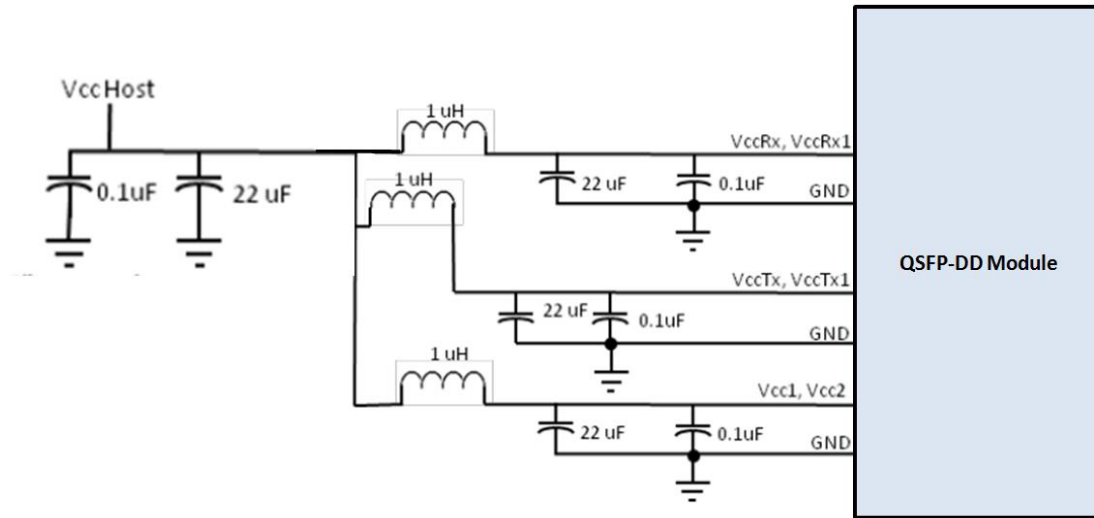 VccHost
0.1uF
22 uF
1 uH
VccRx, VccRx1
22 uF
0.1uF
GND
1 uH
VccTx, VccTx1
22 uF
0.1uF
GND
1 uH
Vcc1, Vcc2
22 uF
0.1uF
GND
QSFP-DD Module